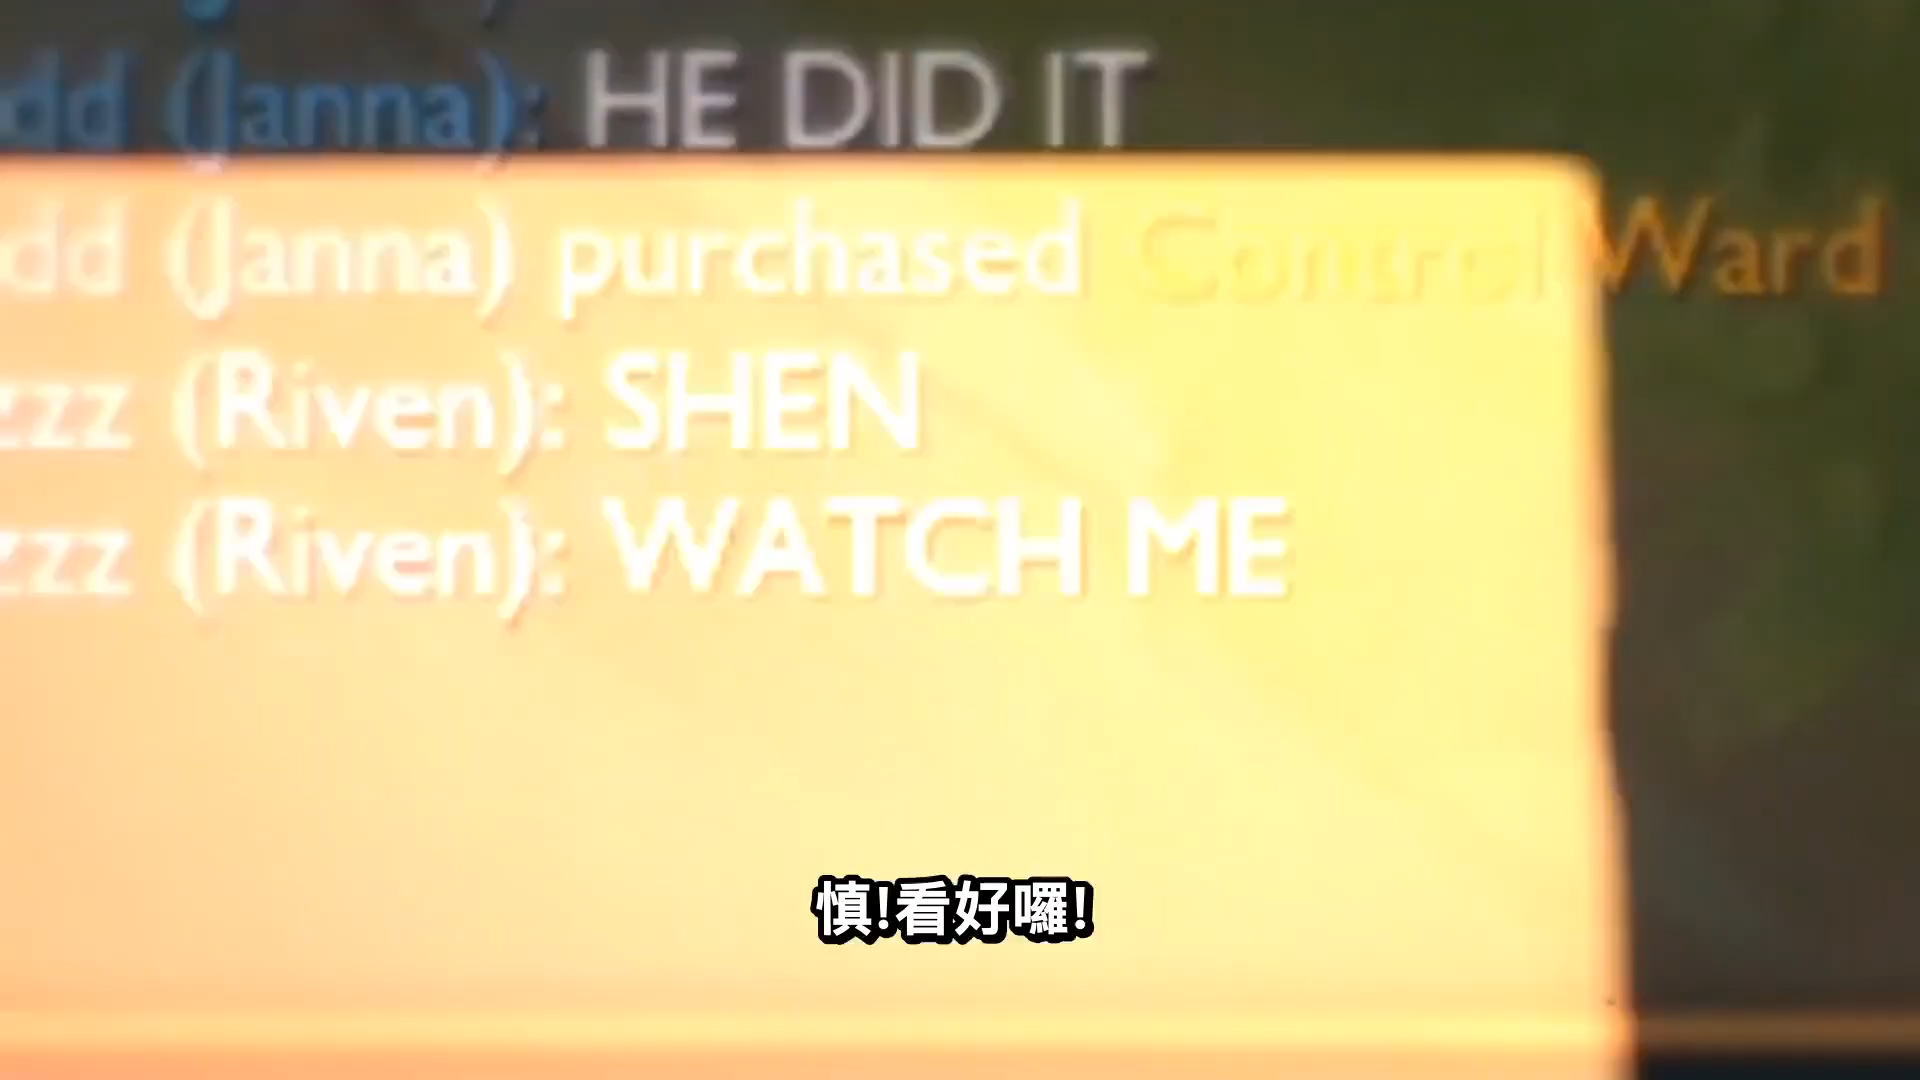 dd (Janna): HE DID IT
dd (Janna) purchased Control Ward
zzz (Riven): SHEN
zzz (Riven): WATCH ME
慎!看好囉!